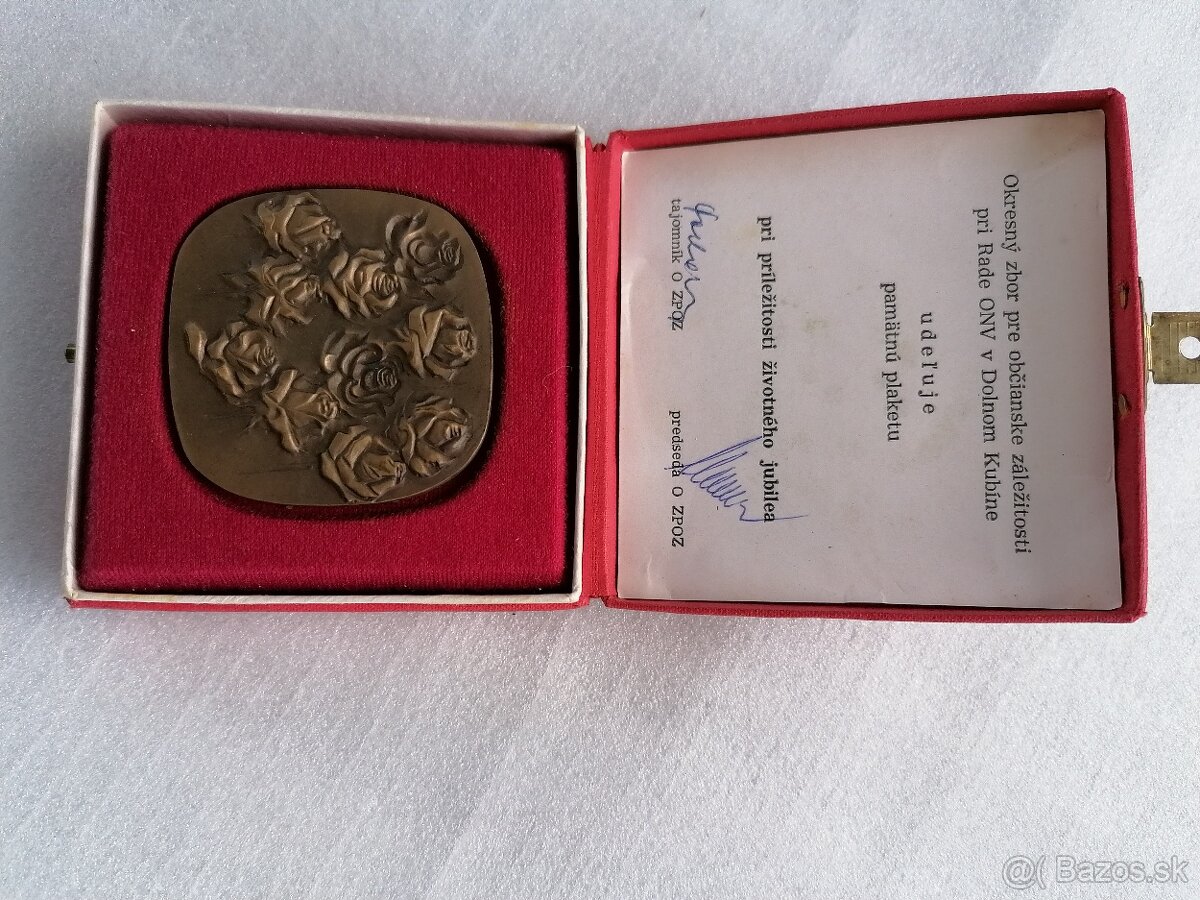 Okresný zbor pre občianske záležitosti
pri Rade ONV v Dolnom Kubíne
udeľuje
pamätnú plaketu
pri príležitosti životného jubilea
tajomník O ZPOZ
predseda O ZPOZ
@( Bazos.sk